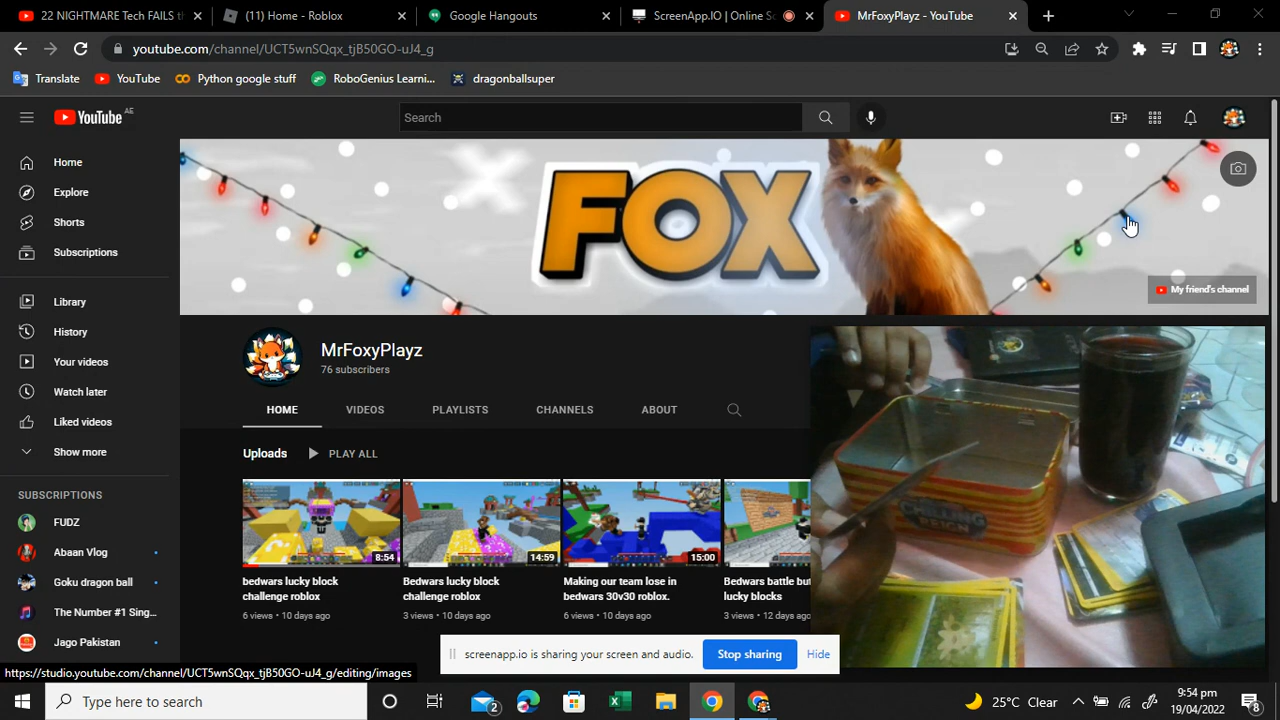 22 NIGHTMARE Tech FAILS t
(11) Home - Roblox
Google Hangouts
ScreenApp.IO | Online Sc
MrFoxyPlayz - YouTube
youtube.com/channel/UCT5wnSQqx_tjB50GO-uJ4_g
Translate
YouTube
Python google stuff
RoboGenius Learni...
dragonballsuper
YouTube AE
Search
Home
Explore
Shorts
Subscriptions
Library
History
Your videos
Watch later
Liked videos
Show more
SUBSCRIPTIONS
FUDZ
Abaan Vlog
Goku dragon ball
The Number #1 Sing...
Jago Pakistan
FOX
My friend's channel
MrFoxyPlayz
76 subscribers
HOME
VIDEOS
PLAYLISTS
CHANNELS
ABOUT
Uploads
PLAY ALL
8:54
14:59
15:00
bedwars lucky block
challenge roblox
6 views • 10 days ago
Bedwars lucky block
challenge roblox
3 views • 10 days ago
Making our team lose in
bedwars 30v30 roblox.
6 views • 10 days ago
Bedwars battle but
lucky blocks
3 views • 12 days ago
CHILLING
REIGN
screenapp.io is sharing your screen and audio.
Stop sharing
Hide
https://studio.youtube.com/channel/UCT5wnSQqx_tjB50GO-uJ4_g/editing/images
Type here to search
2
25°C Clear
9:54 pm
19/04/2022
8